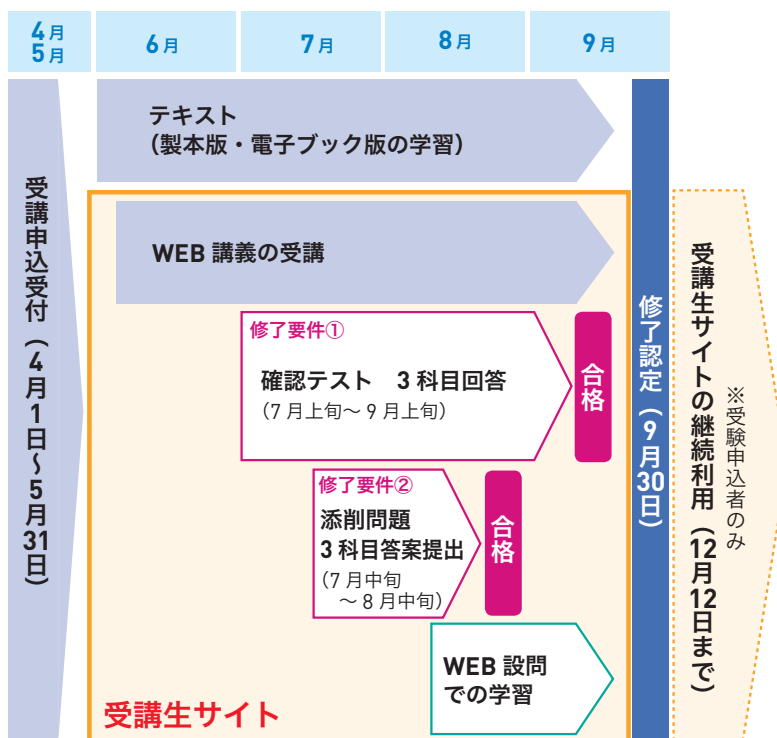 4月
5月
6月
7月
8月
9月
受講申込受付（4月1日～5月31日）
テキスト
（製本版・電子ブック版の学習）
WEB 講義の受講
修了要件①
確認テスト　3 科目回答
（7 月上旬～ 9 月上旬）
合格
修了要件②
添削問題
3 科目答案提出
（7 月中旬
～ 8 月中旬）
合格
WEB 設問
での学習
受講生サイト
修了認定（9月30日）
受講生サイトの継続利用（12月12日まで）
※受験申込者のみ